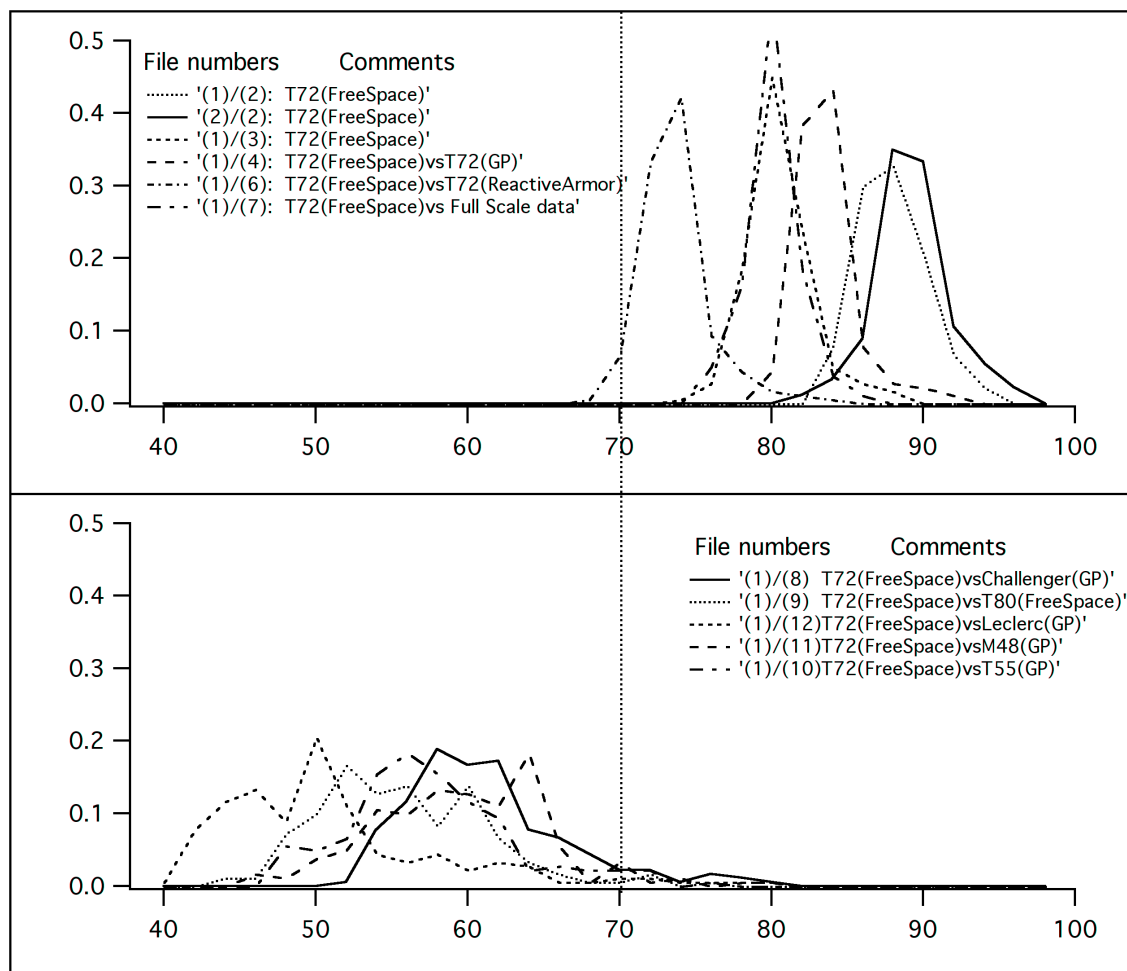 0.5
File numbers Comments
'(1)/(2): T72(FreeSpace)'
0.4
'(2)/(2): T72(FreeSpace)'
'(1)/(3): T72(FreeSpace)'
'(1)/(4): T72(FreeSpace)vsT72(GP)'
0.3
'(1)/(6): T72(FreeSpace)vsT72(ReactiveArmor)'
'(1)/(7): T72(FreeSpace)vs Full Scale data'
0.2
0.1
0.0
40 50 60 70 80 90 100
0.5
File numbers Comments
'(1)/(8) T72(FreeSpace)vsChallenger(GP)'
0.4
'(1)/(9) T72(FreeSpace)vsT80(FreeSpace)'
'(1)/(12)T72(FreeSpace)vsLeclerc(GP)'
'(1)/(11)T72(FreeSpace)vsM48(GP)'
0.3
'(1)/(10)T72(FreeSpace)vsT55(GP)'
0.2
0.1
0.0
40 50 60 70 80 90 100